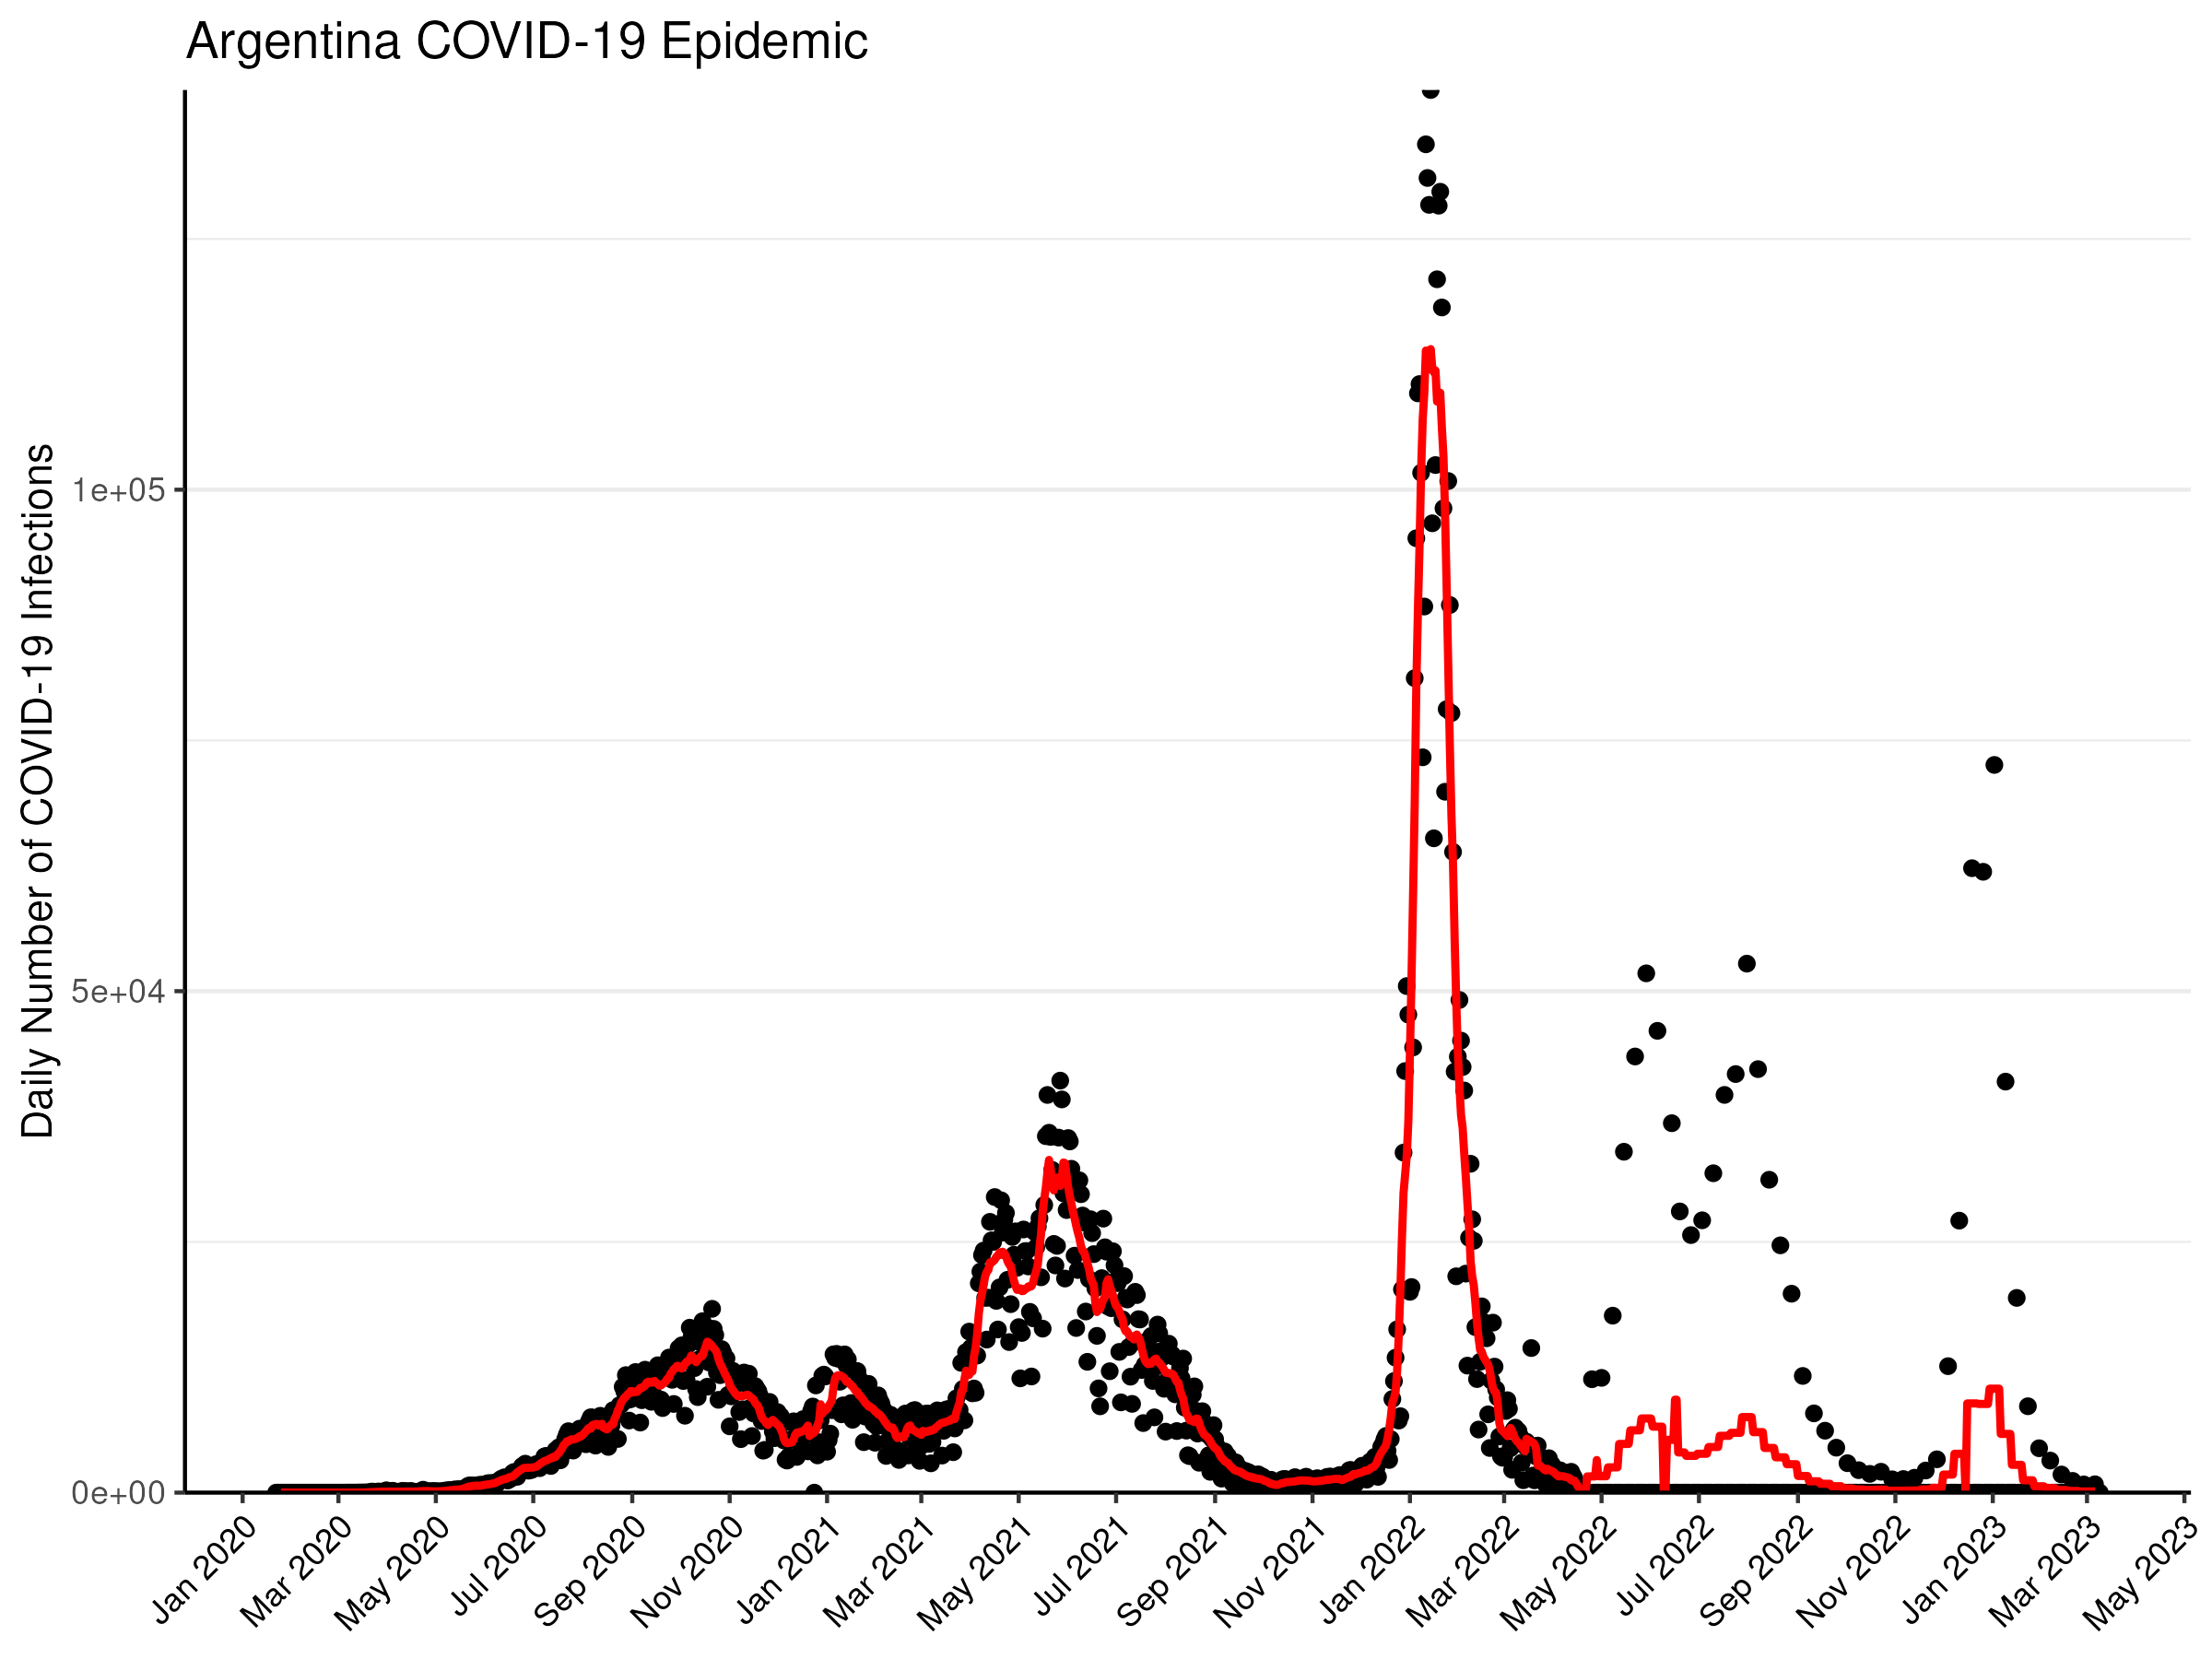 Argentina COVID-19 Epidemic
Daily Number of COVID-19 Infections
1e+05
5e+04
0e+00
Jan 2020
Mar 2020
May 2020
Jul 2020
Sep 2020
Nov 2020
Jan 2021
Mar 2021
May 2021
Jul 2021
Sep 2021
Nov 2021
Jan 2022
Mar 2022
May 2022
Jul 2022
Sep 2022
Nov 2022
Jan 2023
Mar 2023
May 2023